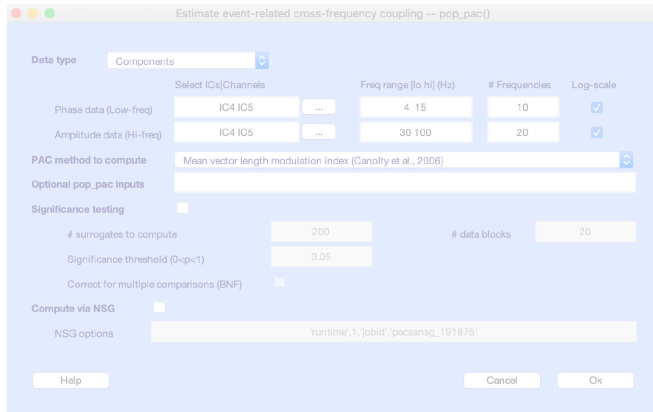 Estimate event-related cross-frequency coupling -- pop_pac()
Data type Components
Select ICs|Channels Freq range [lo hi] (Hz) # Frequencies Log-scale
Phase data (Low-freq) IC4 IC5 ... 4 15 10
Amplitude data (Hi-freq) IC4 IC5 ... 30 100 20
PAC method to compute Mean vector length modulation index (Canolty et al., 2006)
Optional pop_pac inputs
Significance testing
# surrogates to compute 200 # data blocks 20
Significance threshold (0<p<1) 0.05
Correct for multiple comparisons (BNF)
Compute via NSG
NSG options 'runtime',1,'jobid','pacssnsg_191875'
Help Cancel Ok